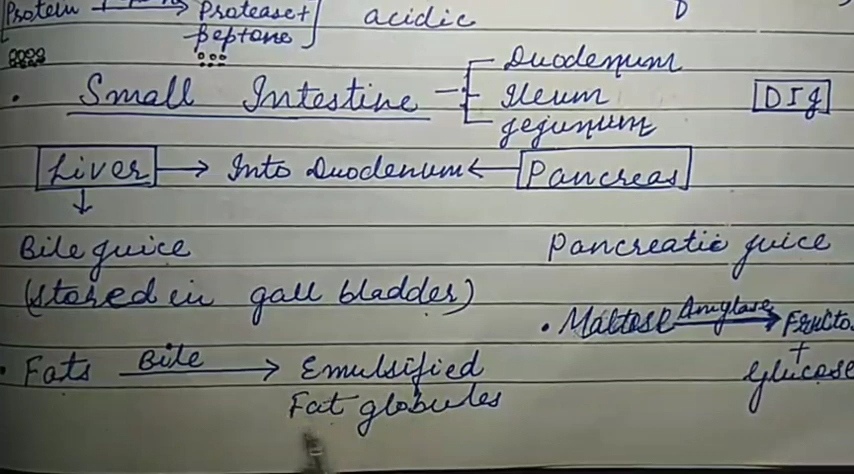 Protein → Protease+ acidic
peptone
• Small Intestine - Duodenum
Ileum [DIJ]
Jejunum
Liver → Into Duodenum ← Pancreas
↓
Bile juice Pancreatic juice
(stored in gall bladder)
• Maltose Amylase → Fructo.
+
• Fats Bile → Emulsified Glucose
Fat globules